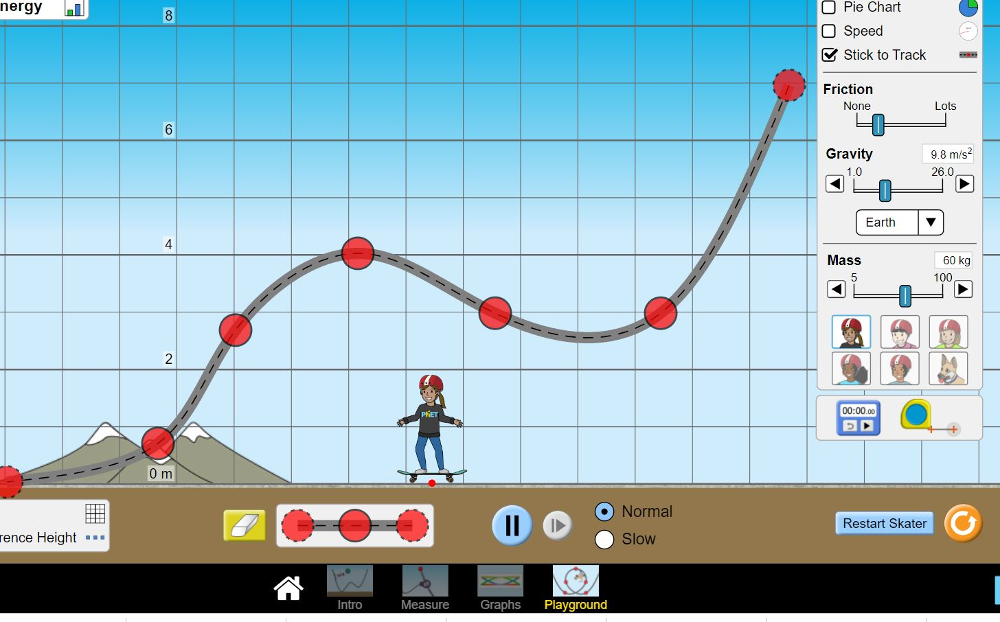 nergy
8
6
4
2
0 m
Pie Chart
Speed
Stick to Track
Friction
None Lots
Gravity 9.8 m/s²
1.0 26.0
Earth
Mass 60 kg
5 100
00:00.00
PhET
rence Height
Normal
Slow
Restart Skater
Intro Measure Graphs Playground